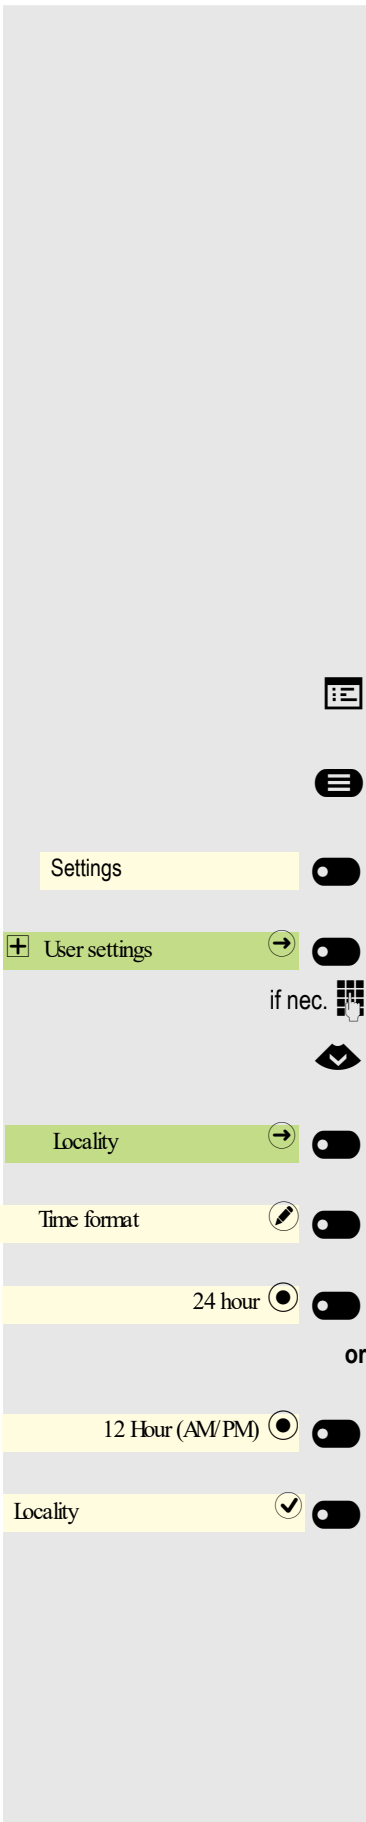 Settings
User settings
if nec.
Locality
Time format
24 hour
or
12 Hour (AM/PM)
Locality